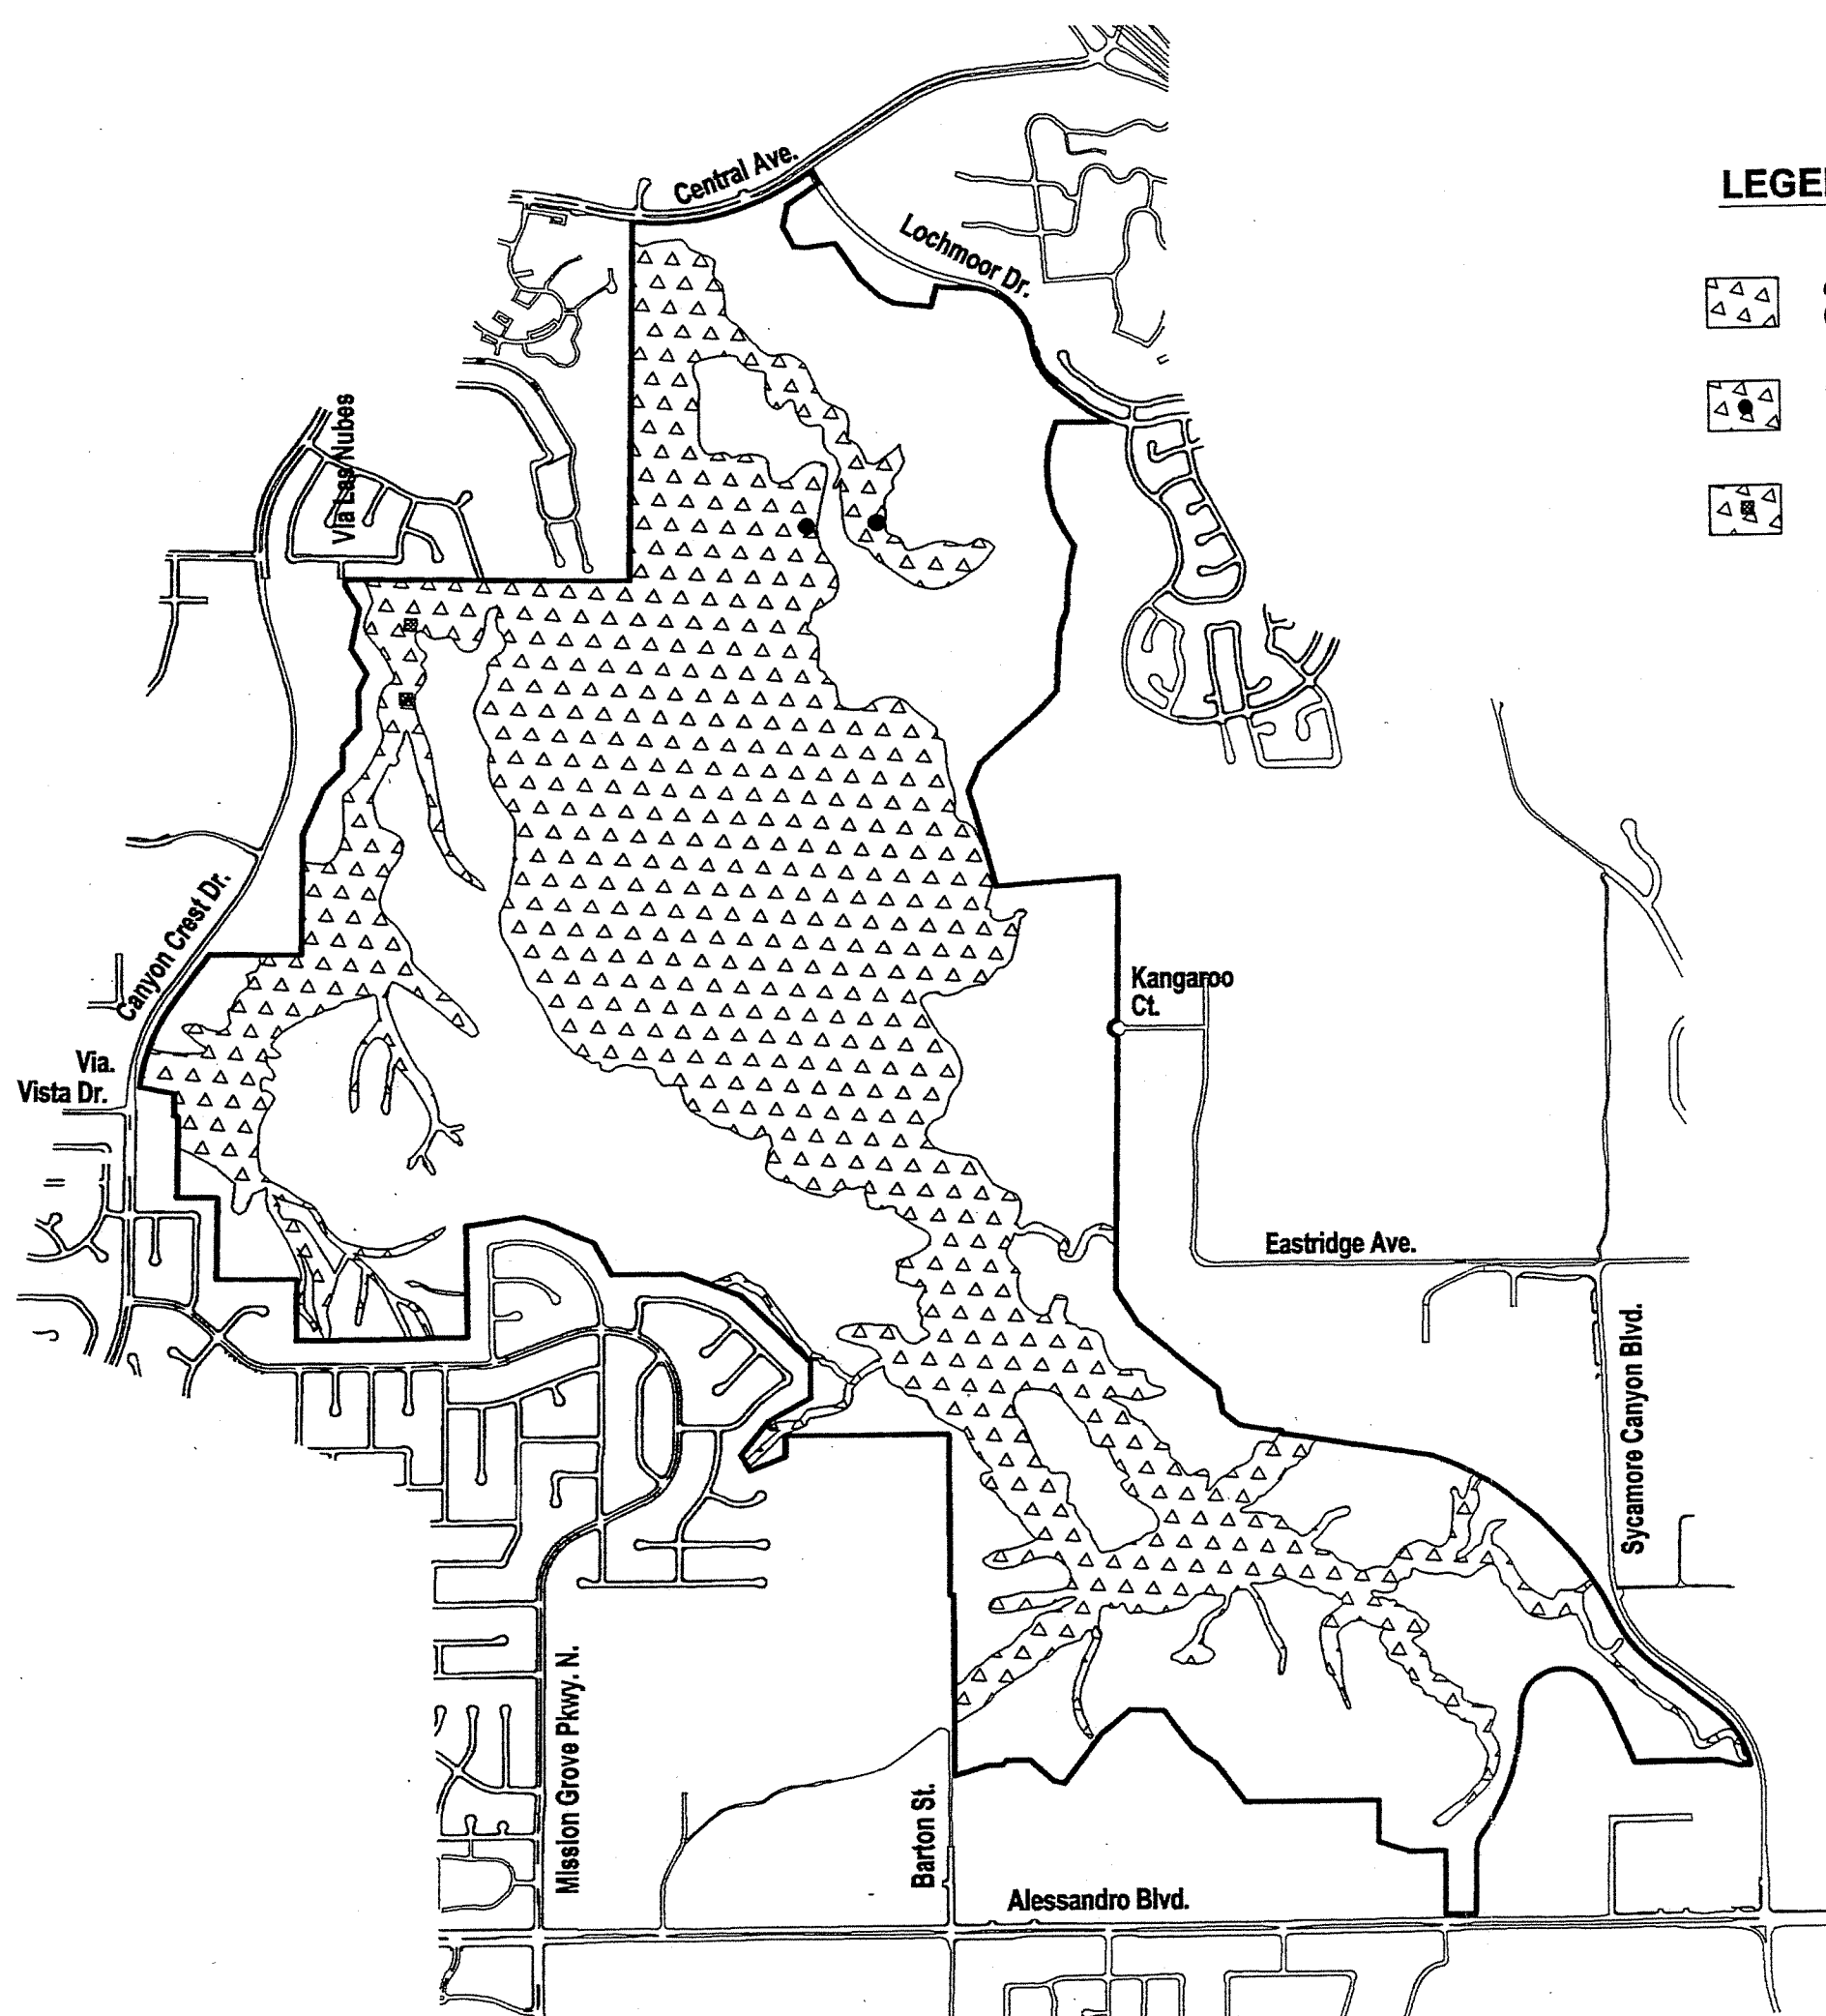 Central Ave.
Lochmoor Dr.
LEGE
Via Las Nubes
Canyon Crest Dr.
Kangaroo
Ct.
Via.
Vista Dr.
Eastridge Ave.
Sycamore Canyon Blvd.
Mission Grove Pkwy. N.
Barton St.
Alessandro Blvd.